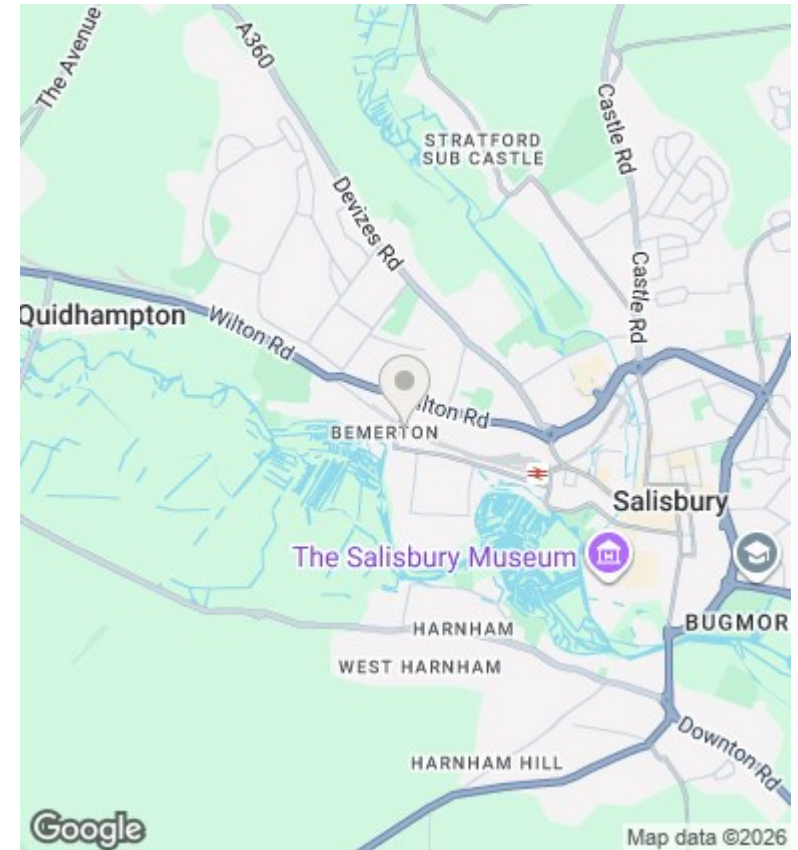 The Avenue
A360
STRATFORD
SUB CASTLE
Castle Rd
Devizes Rd
Castle Rd
Quidhampton
Wilton Rd
ilton Rd
BEMERTON
Salisbury
The Salisbury Museum
HARNHAM
BUGMOR
WEST HARNHAM
HARNHAM HILL
Downton Rd
Google
Map data ©2026